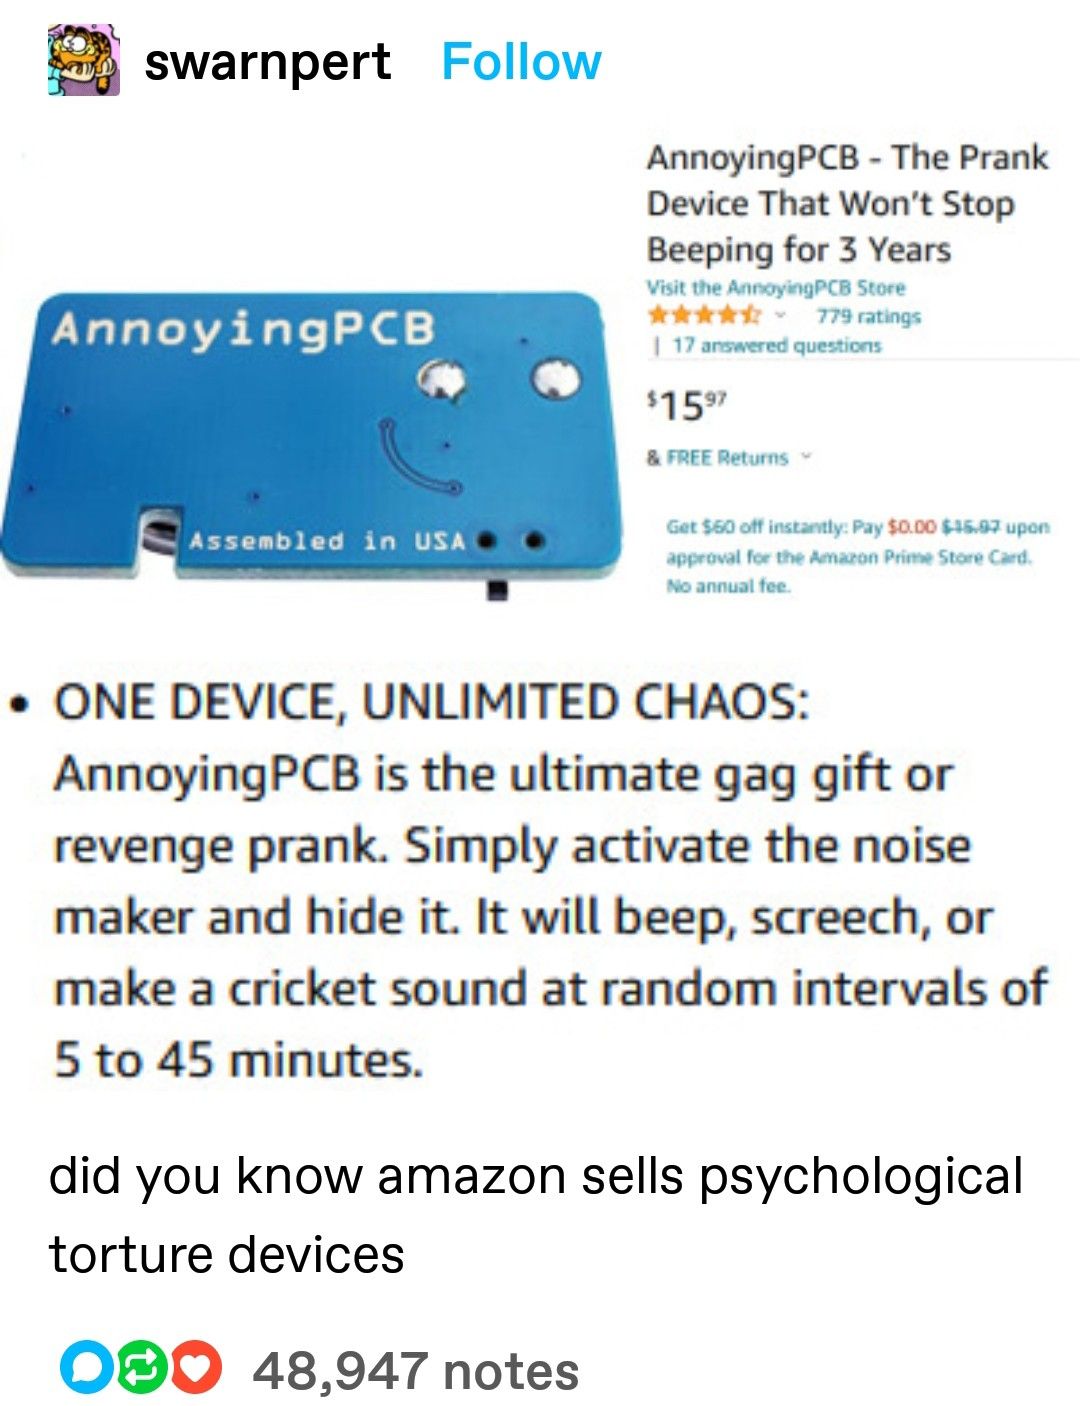 swarnpert Follow
AnnoyingPCB - The Prank
Device That Won't Stop
Beeping for 3 Years
Visit the AnnoyingPCB Store
779 ratings
| 17 answered questions
$15 97
& FREE Returns
Get $60 off instantly: Pay $0.00 $15.97 upon
approval for the Amazon Prime Store Card.
No annual fee.
AnnoyingPCB
Assembled in USA
• ONE DEVICE, UNLIMITED CHAOS:
AnnoyingPCB is the ultimate gag gift or
revenge prank. Simply activate the noise
maker and hide it. It will beep, screech, or
make a cricket sound at random intervals of
5 to 45 minutes.
did you know amazon sells psychological
torture devices
48,947 notes